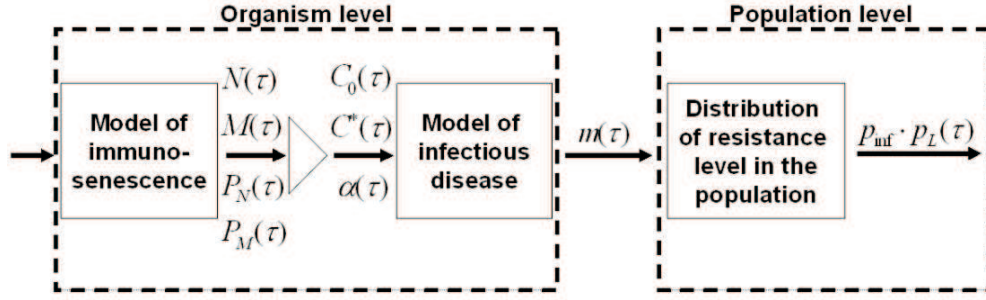 Organism level
Population level
Model of
immuno-
senescence
N(τ)
M(τ)
P_N(τ)
P_M(τ)
C_0(τ)
C*(τ)
α(τ)
Model of
infectious
disease
m(τ)
Distribution
of resistance
level in the
population
p_inf · p_L(τ)